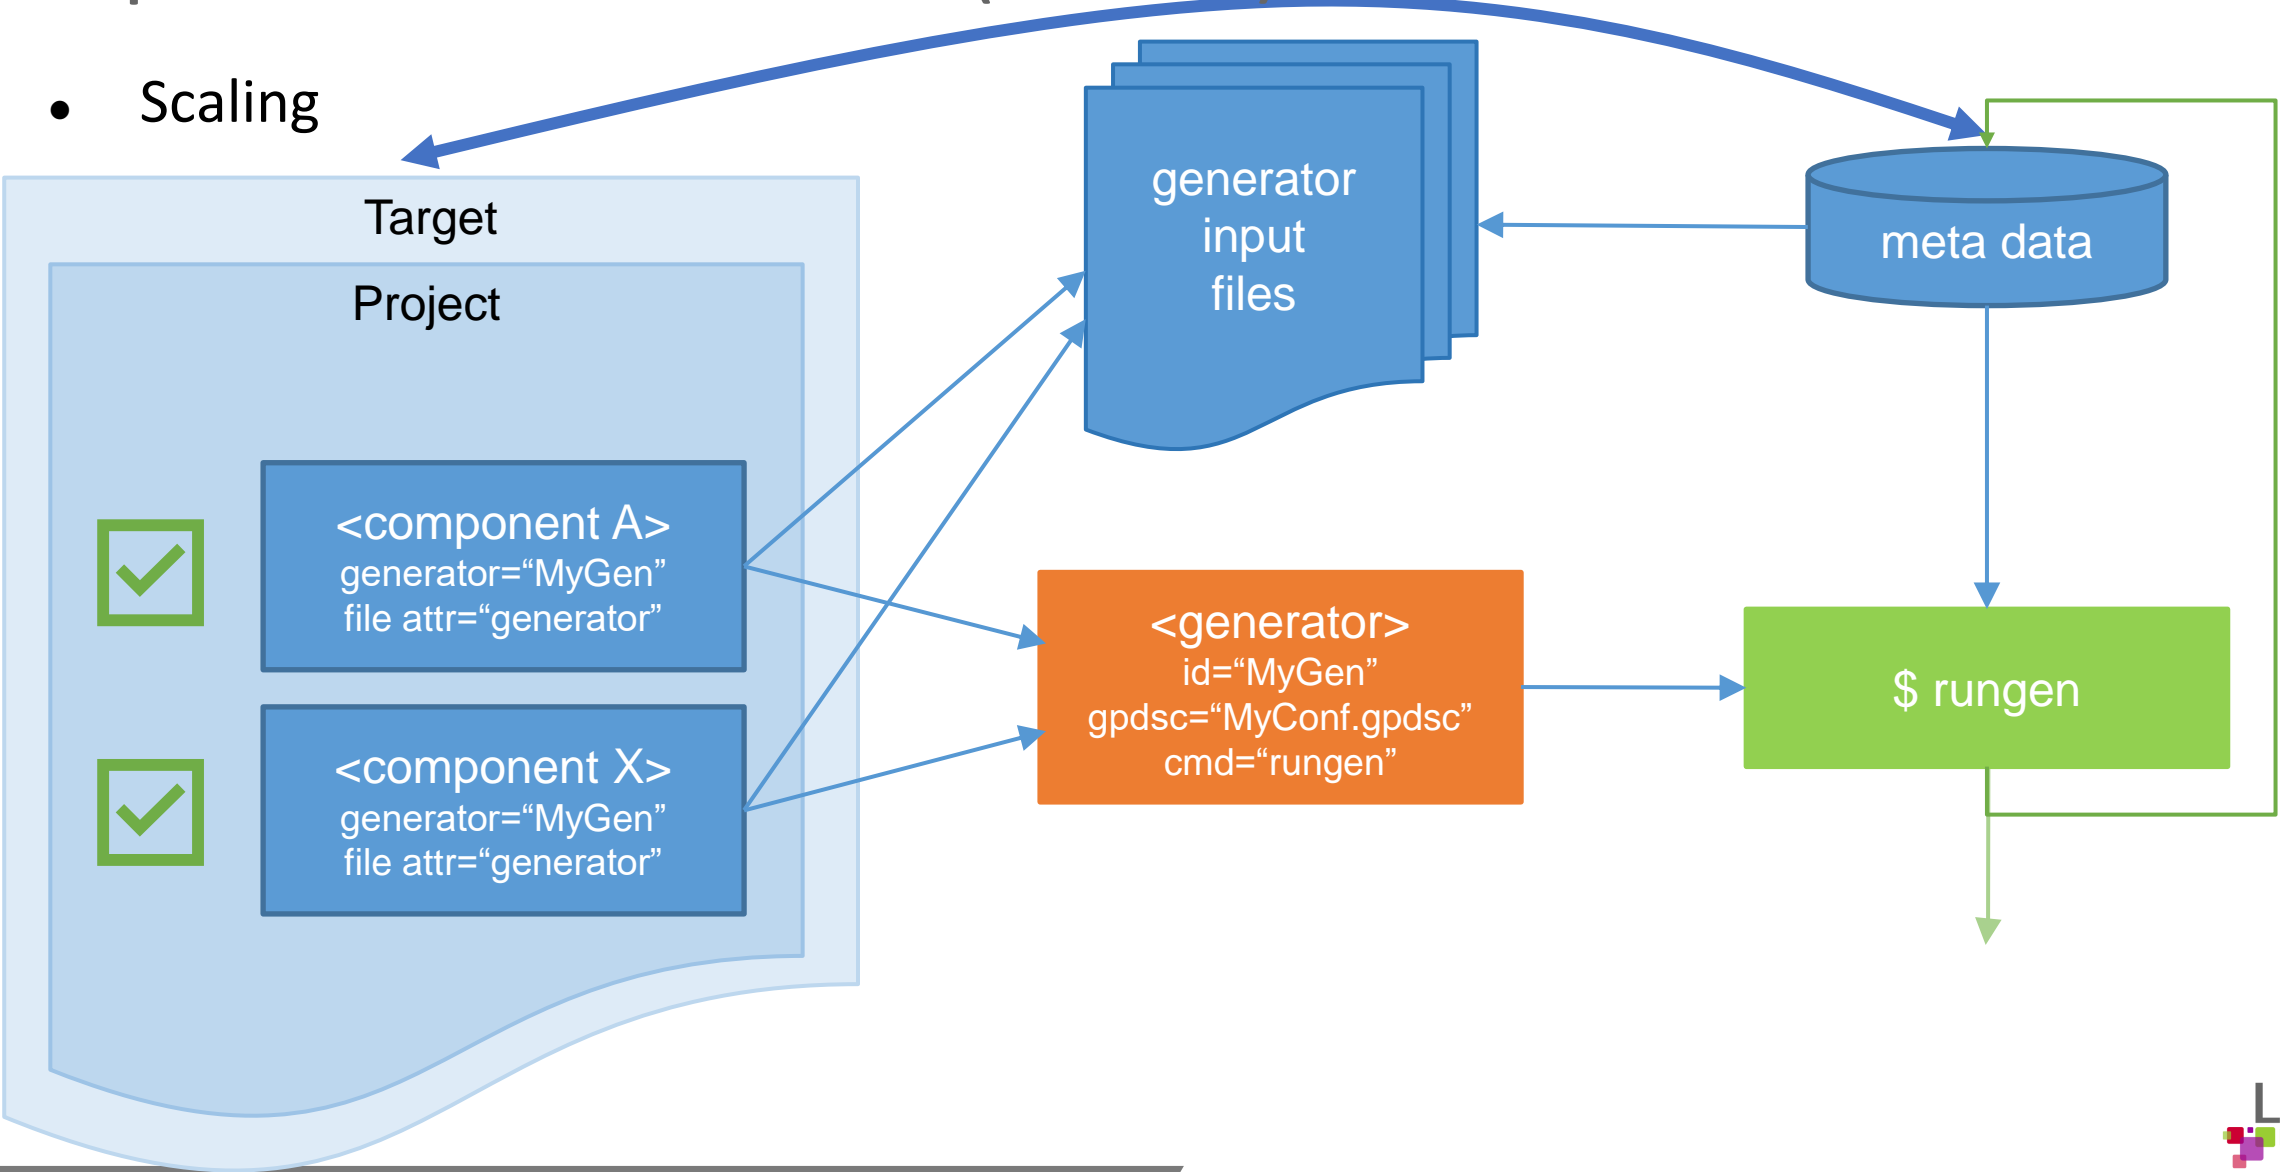 • Scaling
Target
Project
<component A>
generator=“MyGen”
file attr=“generator”
<component X>
generator=“MyGen”
file attr=“generator”
generator
input
files
<generator>
id=“MyGen”
gpdsc=“MyConf.gpdsc”
cmd=“rungen”
meta data
$ rungen
L